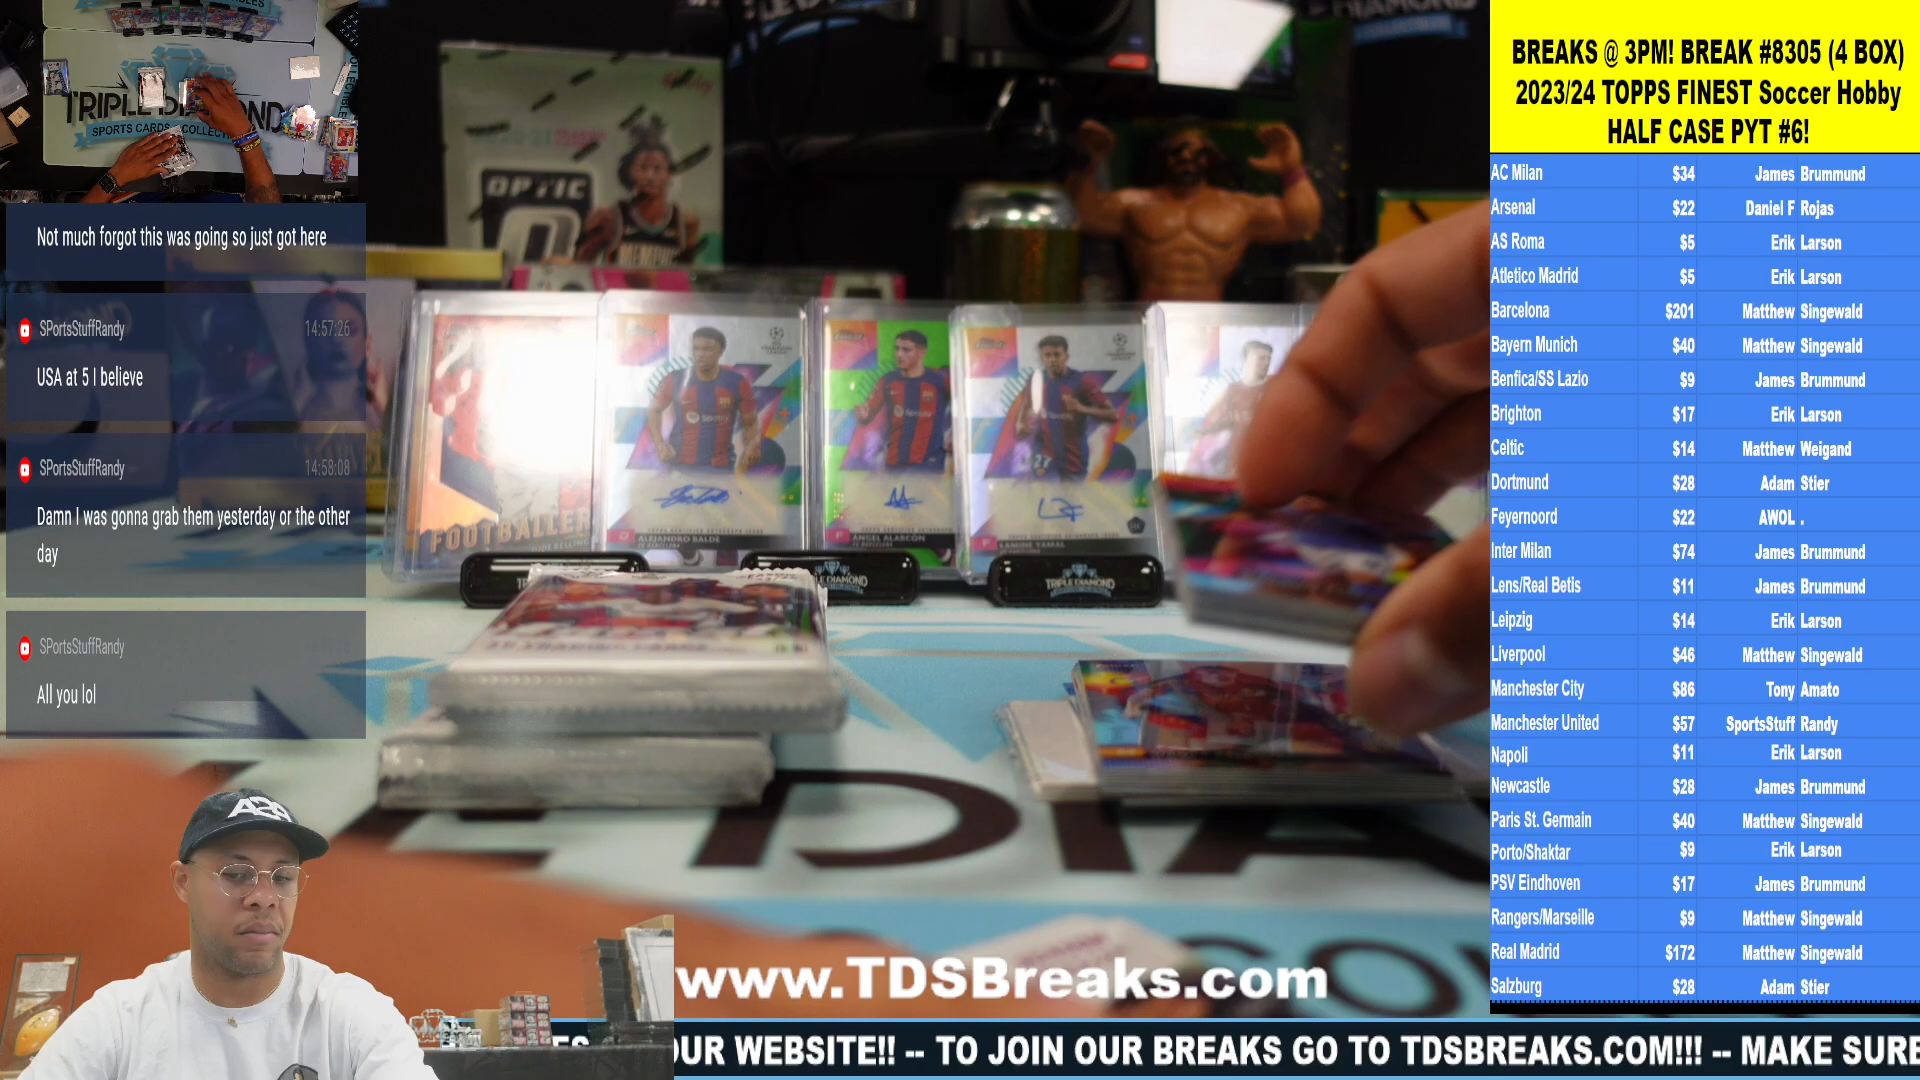 BREAKS @ 3PM! BREAK #8305 (4 BOX)
2023/24 TOPPS FINEST Soccer Hobby
HALF CASE PYT #6!
AC Milan $34 James Brummund
Arsenal $22 Daniel F Rojas
AS Roma $5 Erik Larson
Atletico Madrid $5 Erik Larson
Barcelona $201 Matthew Singewald
Bayern Munich $40 Matthew Singewald
Benfica/SS Lazio $9 James Brummund
Brighton $17 Erik Larson
Celtic $14 Matthew Weigand
Dortmund $28 Adam Stier
Feyernoord $22 AWOL .
Inter Milan $74 James Brummund
Lens/Real Betis $11 James Brummund
Leipzig $14 Erik Larson
Liverpool $46 Matthew Singewald
Manchester City $86 Tony Amato
Manchester United $57 SportsStuff Randy
Napoli $11 Erik Larson
Newcastle $28 James Brummund
Paris St. Germain $40 Matthew Singewald
Porto/Shaktar $9 Erik Larson
PSV Eindhoven $17 James Brummund
Rangers/Marseille $9 Matthew Singewald
Real Madrid $172 Matthew Singewald
Salzburg $28 Adam Stier
TRIPLE DIAMOND
SPORTS CARDS
Not much forgot this was going so just got here
SPortsStuffRandy 14:57:26
USA at 5 I believe
SPortsStuffRandy 14:58:08
Damn I was gonna grab them yesterday or the other
day
SPortsStuffRandy
All you lol
OPTIC
MEMPHIS
FOOTBALLER
ALEJANDRO BALDE
ANGEL ALARCÓN
LAMINE YAMAL
TRIPLE DIAMOND
www.TDSBreaks.com
OUR WEBSITE!! -- TO JOIN OUR BREAKS GO TO TDSBREAKS.COM!!! -- MAKE SURE